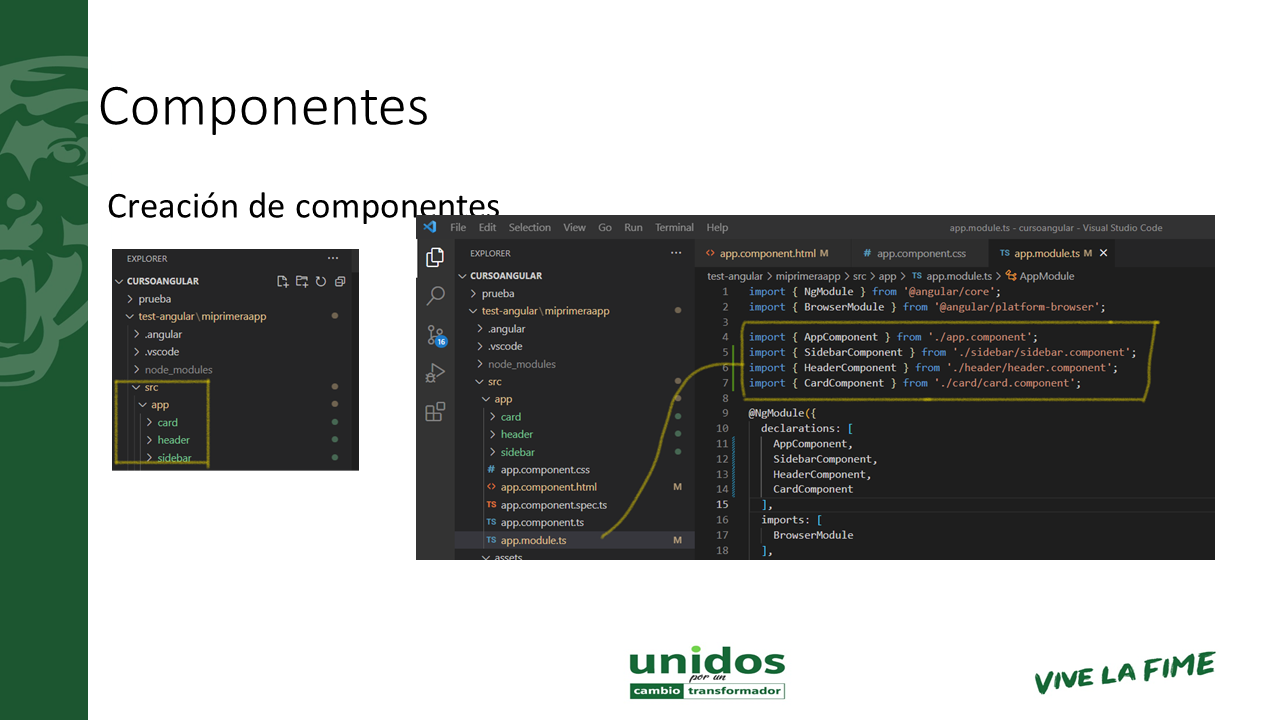 Componentes
Creación de componentes
EXPLORER ...
CURSOANGULAR
prueba
test-angular\miprimeraapp
.angular
.vscode
node_modules
src
app
card
header
sidebar
File Edit Selection View Go Run Terminal Help
app.module.ts - cursoangular - Visual Studio Code
EXPLORER ...
CURSOANGULAR
prueba
test-angular\miprimeraapp
.angular
.vscode
node_modules
src
app
card
header
sidebar
# app.component.css
<> app.component.html M
TS app.component.spec.ts
TS app.component.ts
TS app.module.ts M
assets
16
<> app.component.html M # app.component.css TS app.module.ts M
test-angular > miprimeraapp > src > app > TS app.module.ts > AppModule
1 import { NgModule } from '@angular/core';
2 import { BrowserModule } from '@angular/platform-browser';
3
4 import { AppComponent } from './app.component';
5 import { SidebarComponent } from './sidebar/sidebar.component';
6 import { HeaderComponent } from './header/header.component';
7 import { CardComponent } from './card/card.component';
8
9 @NgModule({
10 declarations: [
11 AppComponent,
12 SidebarComponent,
13 HeaderComponent,
14 CardComponent
15 ],
16 imports: [
17 BrowserModule
18 ],
unidos
por un
cambio transformador
VIVE LA FIME